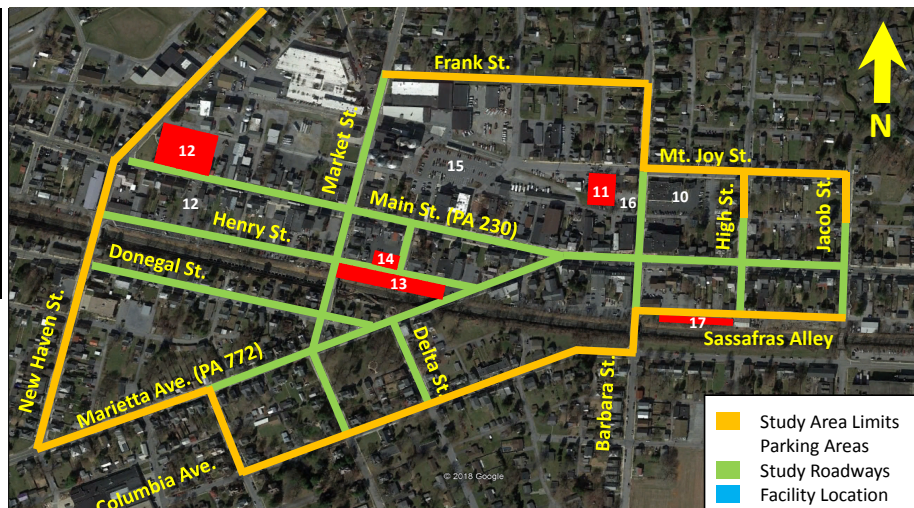 Frank St.
N
Market St.
12
15
Mt. Joy St.
11
16
10
12
Main St. (PA 230)
High St.
Jacob St.
Henry St.
Donegal St.
14
13
17
Sassafras Alley
New Haven St.
Marietta Ave. (PA 772)
Delta St.
Barbara St.
Columbia Ave.
© 2018 Google
Study Area Limits
Parking Areas
Study Roadways
Facility Location